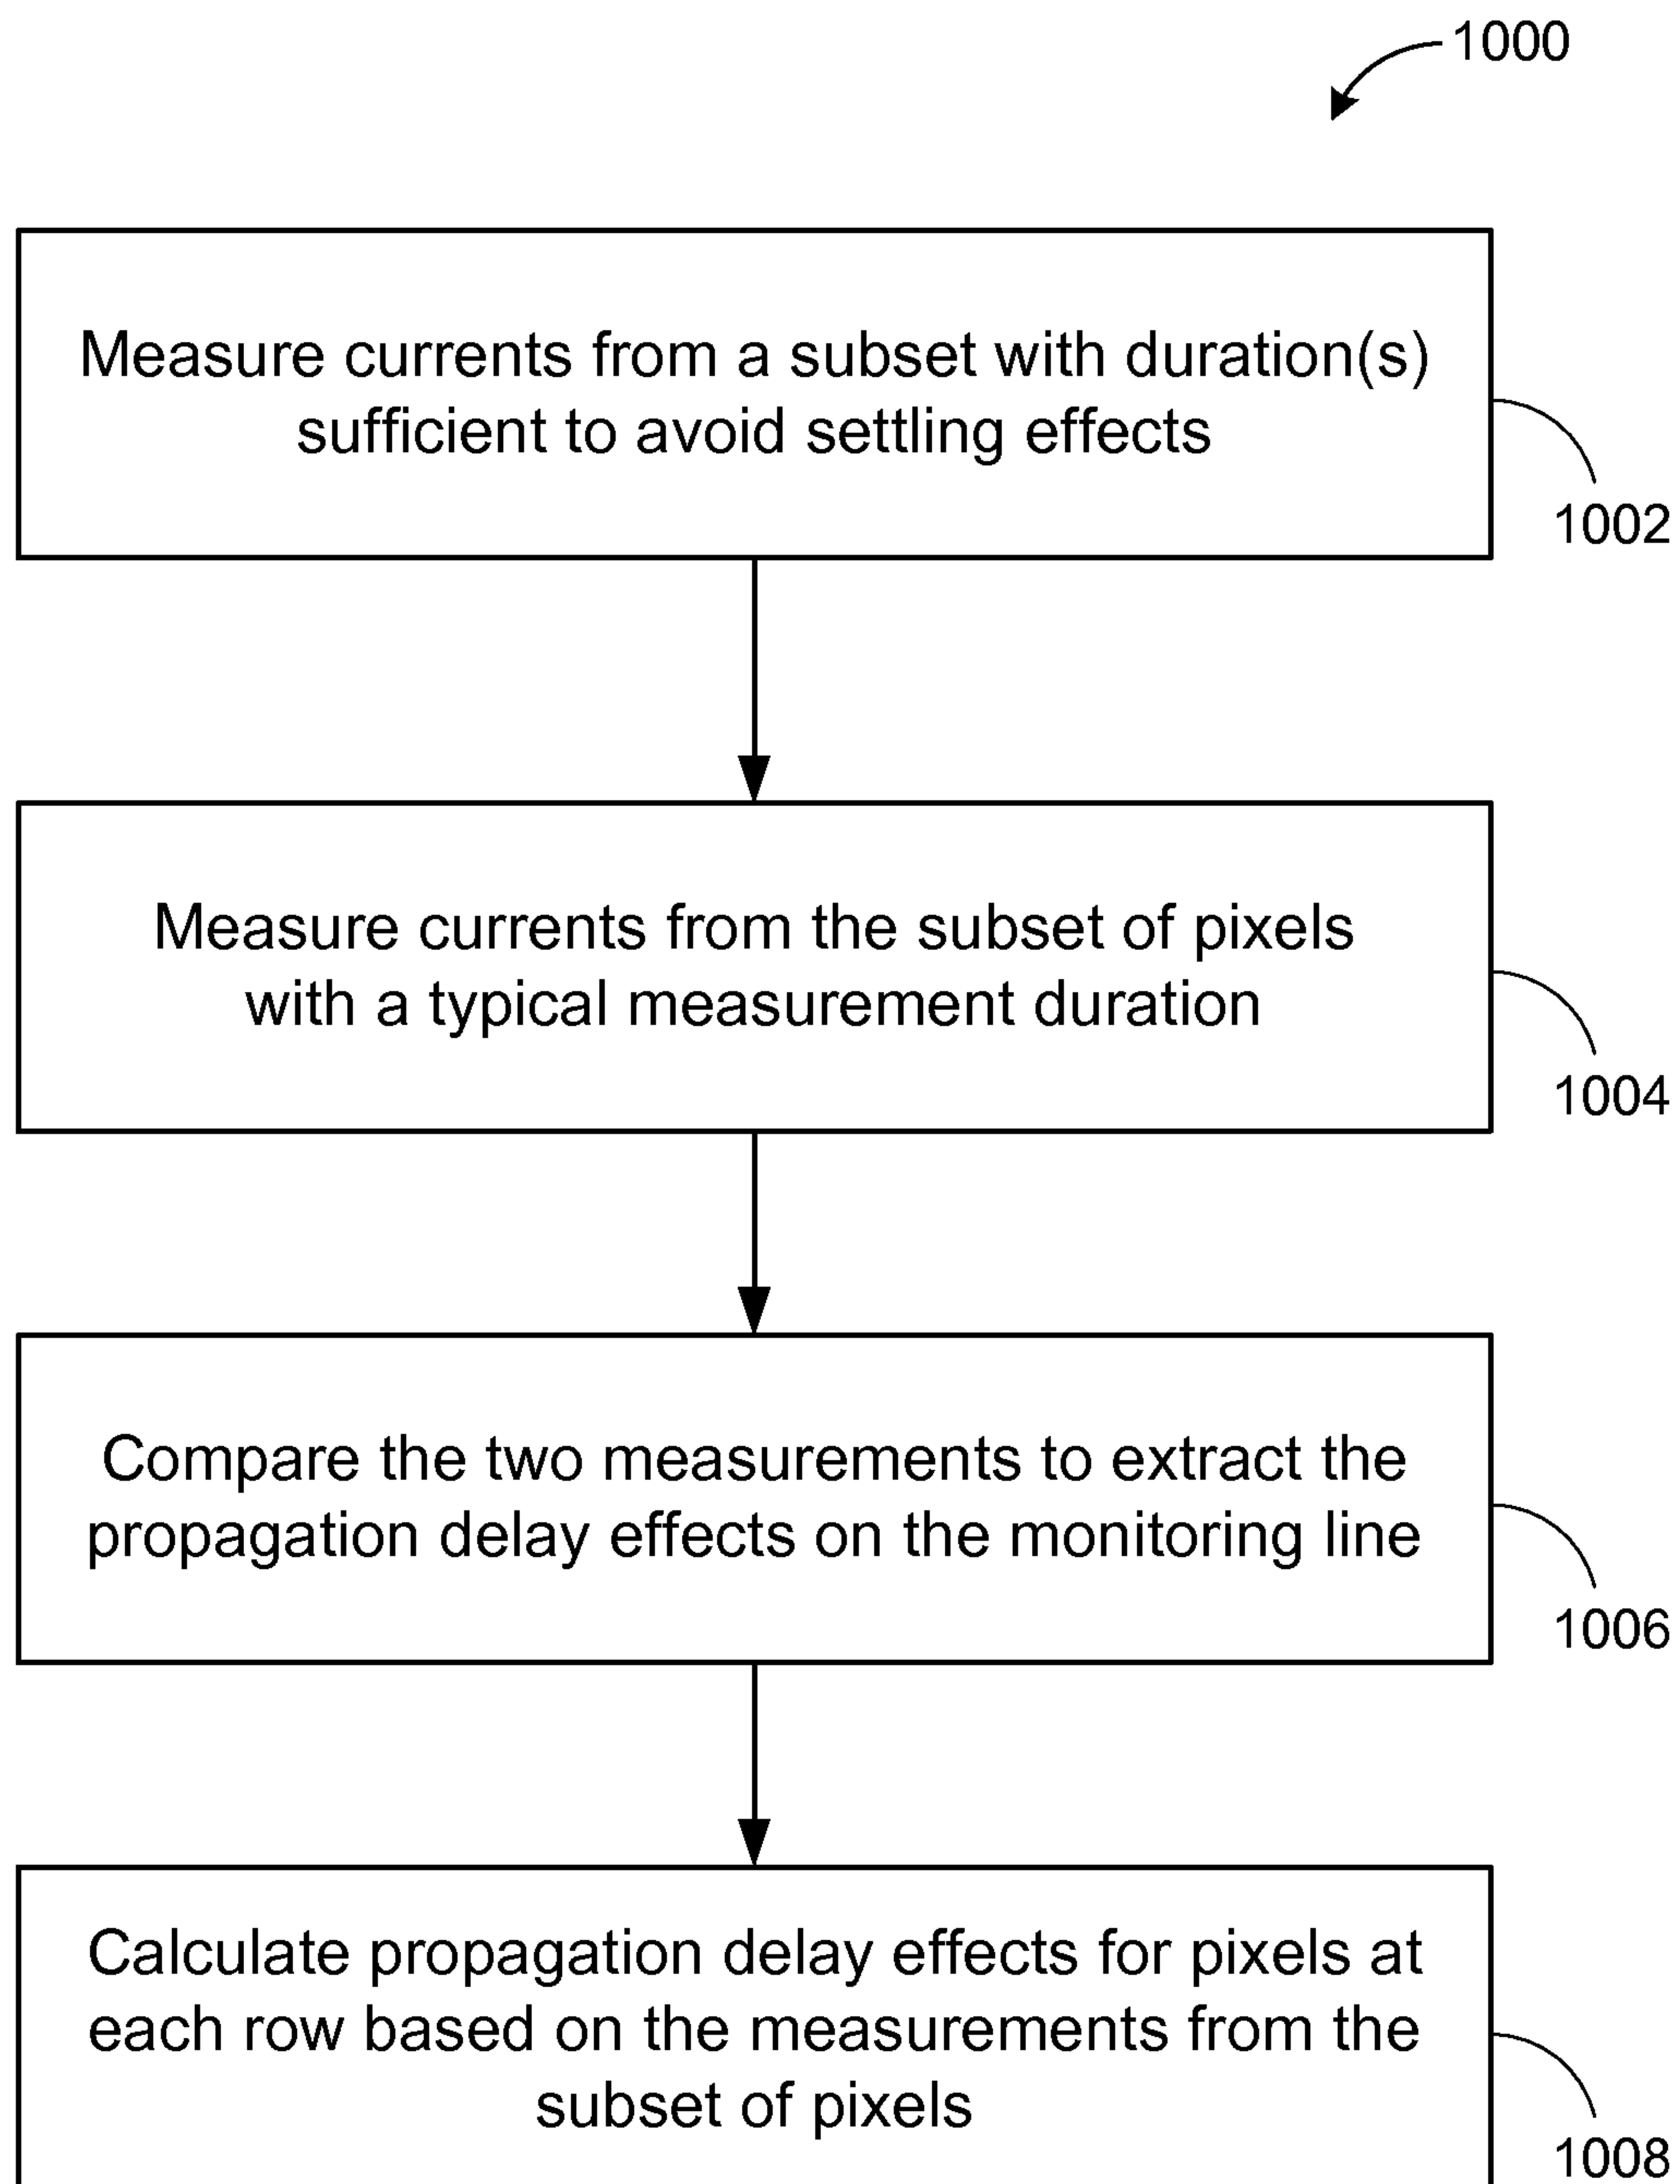 1000
Measure currents from a subset with duration(s)
sufficient to avoid settling effects
1002
Measure currents from the subset of pixels
with a typical measurement duration
1004
Compare the two measurements to extract the
propagation delay effects on the monitoring line
1006
Calculate propagation delay effects for pixels at
each row based on the measurements from the
subset of pixels
1008